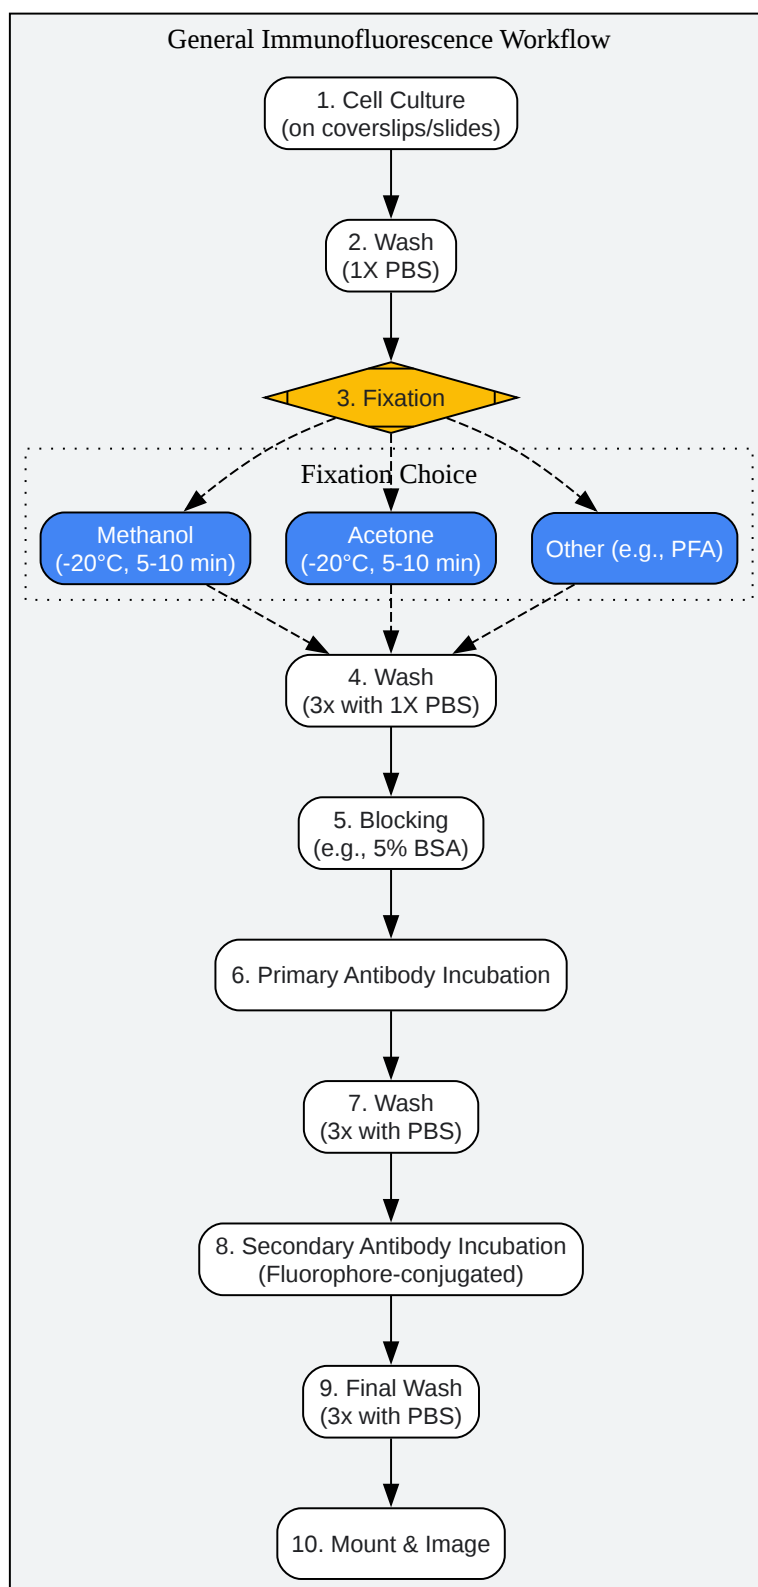 General Immunofluorescence Workflow
1. Cell Culture
(on coverslips/slides)
2. Wash
(1X PBS)
3. Fixation
Fixation Choice
Methanol
(-20°C, 5-10 min)
Acetone
(-20°C, 5-10 min)
Other (e.g., PFA)
4. Wash
(3x with 1X PBS)
5. Blocking
(e.g., 5% BSA)
6. Primary Antibody Incubation
7. Wash
(3x with PBS)
8. Secondary Antibody Incubation
(Fluorophore-conjugated)
9. Final Wash
(3x with PBS)
10. Mount & Image